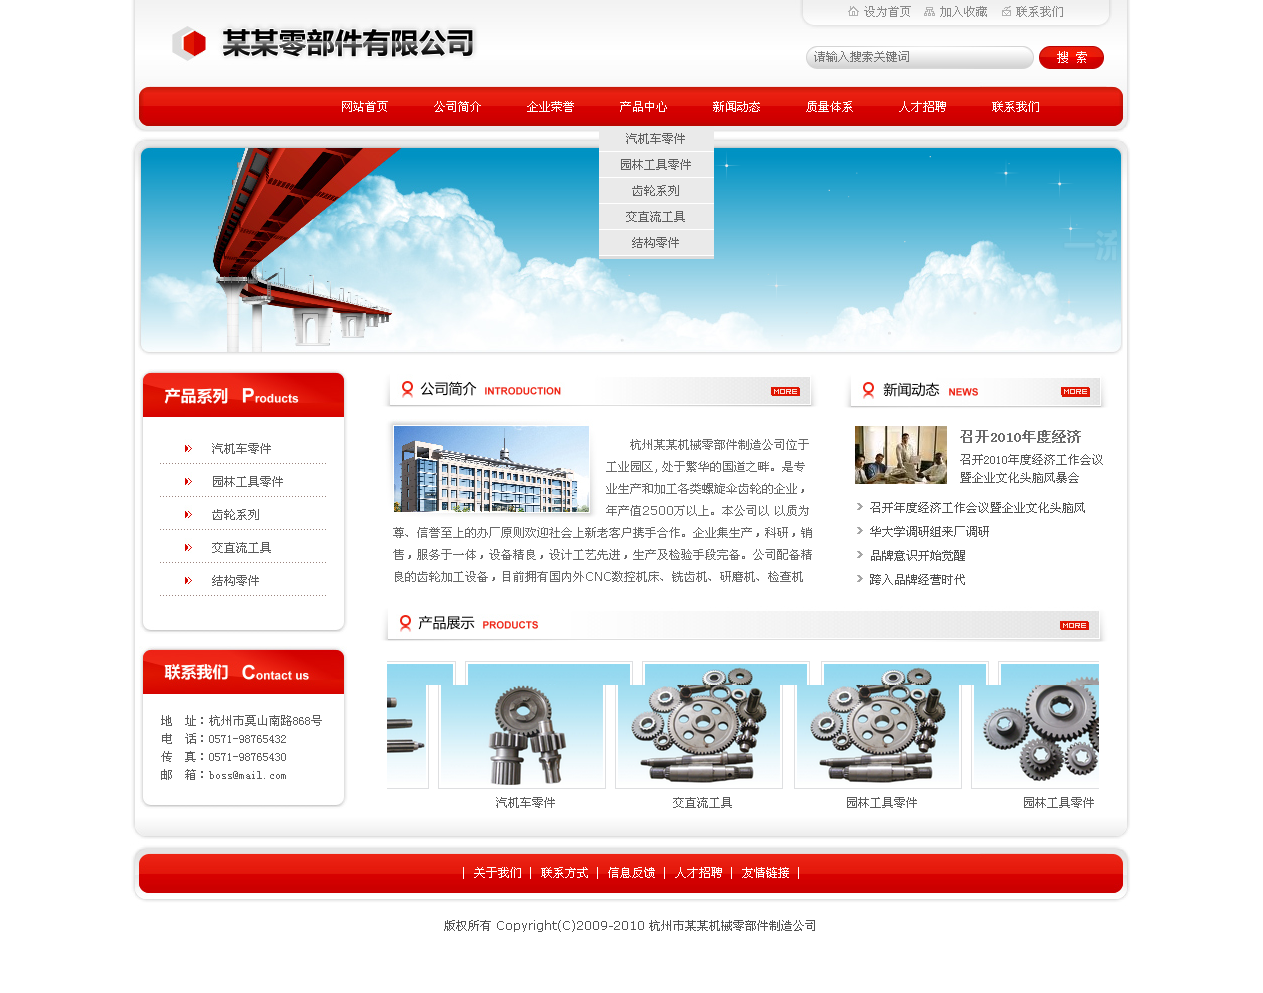 设为首页 加入收藏 联系我们
某某零部件有限公司
请输入搜索关键词 搜 索
网站首页 公司简介 企业荣誉 产品中心 新闻动态 质量体系 人才招聘 联系我们
汽机车零件
园林工具零件
齿轮系列
交直流工具
结构零件
一流
产品系列 Products
汽机车零件
园林工具零件
齿轮系列
交直流工具
结构零件
公司简介 INTRODUCTION MORE
杭州某某机械零部件制造公司位于
工业园区, 处于繁华的国道之畔。是专
业生产和加工各类螺旋伞齿轮的企业，
年产值2500万以上。本公司以 以质为
尊、信誉至上的办厂原则欢迎社会上新老客户携手合作。企业集生产，科研，销
售，服务于一体，设备精良，设计工艺先进，生产及检验手段完备。公司配备精
良的齿轮加工设备，目前拥有国内外CNC数控机床、铣齿机、研磨机、检查机
新闻动态 NEWS MORE
召开2010年度经济
召开2010年度经济工作会议
暨企业文化头脑风暴会
召开年度经济工作会议暨企业文化头脑风
华大学调研组来厂调研
品牌意识开始觉醒
跨入品牌经营时代
产品展示 PRODUCTS MORE
汽机车零件 交直流工具 园林工具零件 园林工具零件
联系我们 Contact us
地 址：杭州市莫山南路868号
电 话：0571-98765432
传 真：0571-98765430
邮 箱：boss@mail.com
| 关于我们 | 联系方式 | 信息反馈 | 人才招聘 | 友情链接 |
版权所有 Copyright(C)2009-2010 杭州市某某机械零部件制造公司